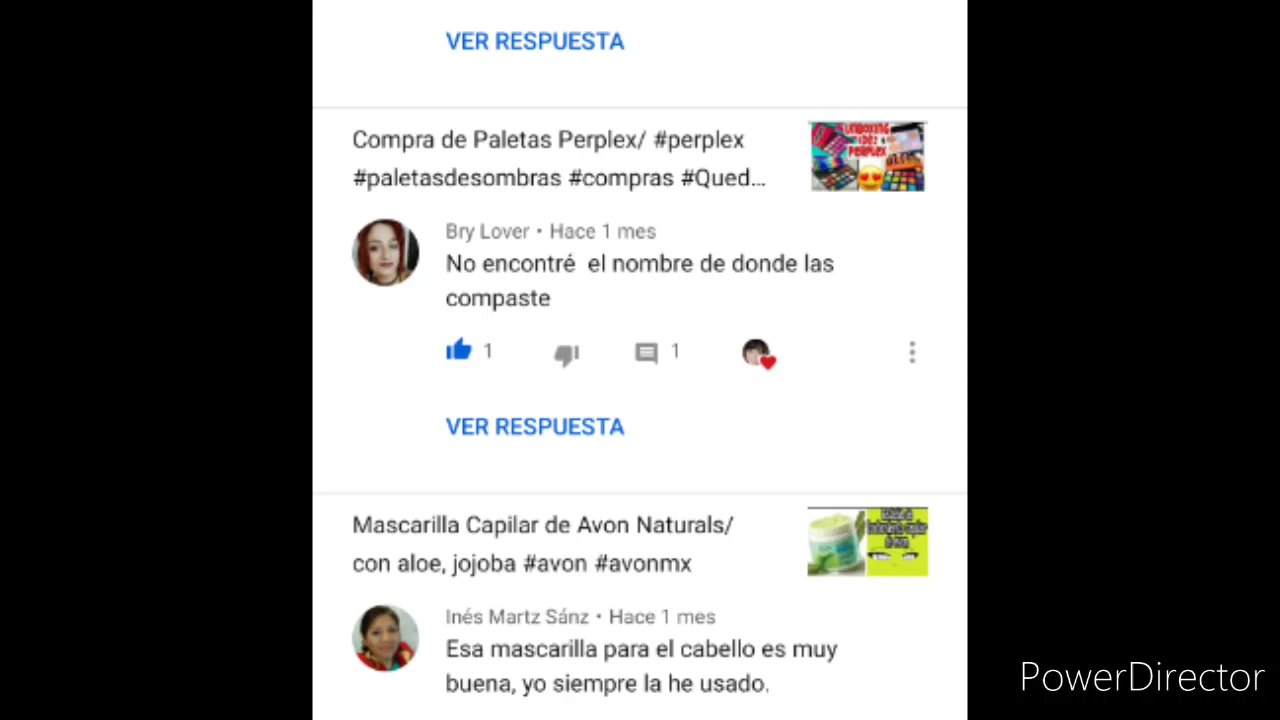 VER RESPUESTA
Compra de Paletas Perplex/ #perplex
#paletasdesombras #compras #Qued...
UNBOXING
PERPLEX
Bry Lover • Hace 1 mes
No encontré el nombre de donde las
compaste
1
1
VER RESPUESTA
Mascarilla Capilar de Avon Naturals/
con aloe, jojoba #avon #avonmx
Inés Martz Sánz • Hace 1 mes
Esa mascarilla para el cabello es muy
buena, yo siempre la he usado.
PowerDirector